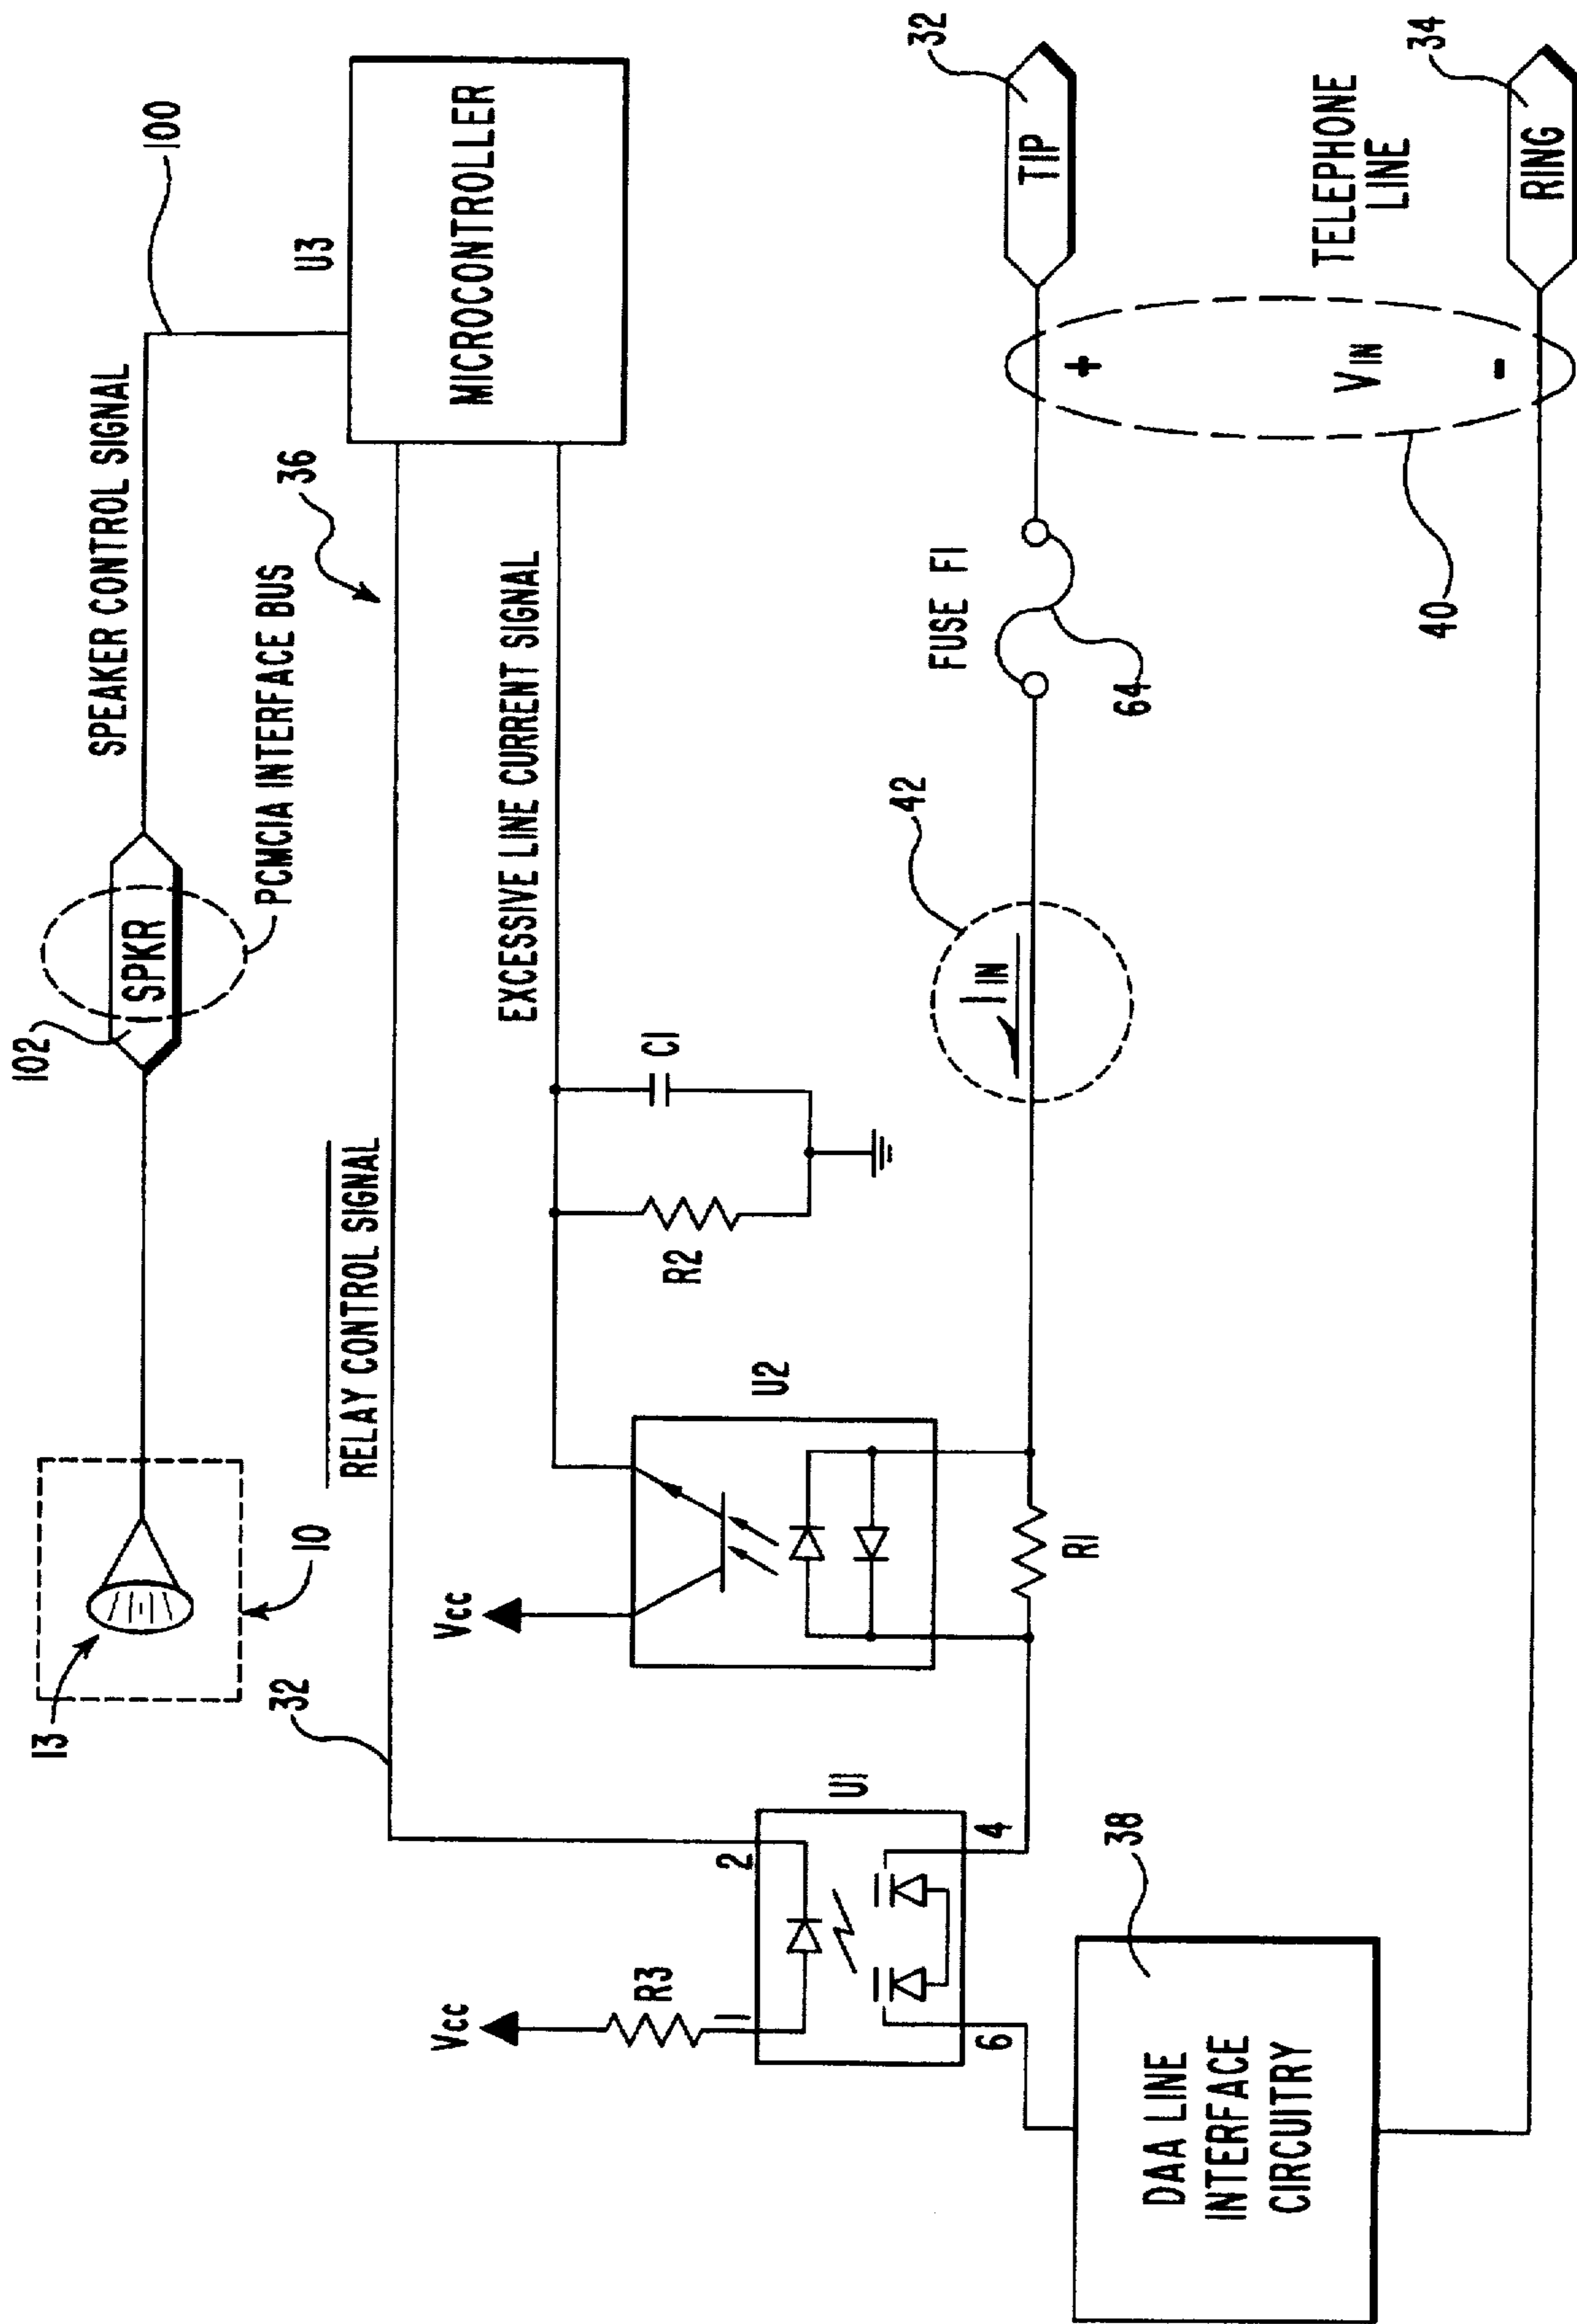 13
10
102
SPKR
PCMCIA INTERFACE BUS
SPEAKER CONTROL SIGNAL
100
RELAY CONTROL SIGNAL
32
36
U3
MICROCONTROLLER
EXCESSIVE LINE CURRENT SIGNAL
Vcc
R3
1
2
U1
6
4
Vcc
U2
R2
C1
R1
42
IIN
FUSE F1
64
TIP
32
TELEPHONE
LINE
+
VIN
-
40
RING
34
DAA LINE
INTERFACE
CIRCUITRY
38